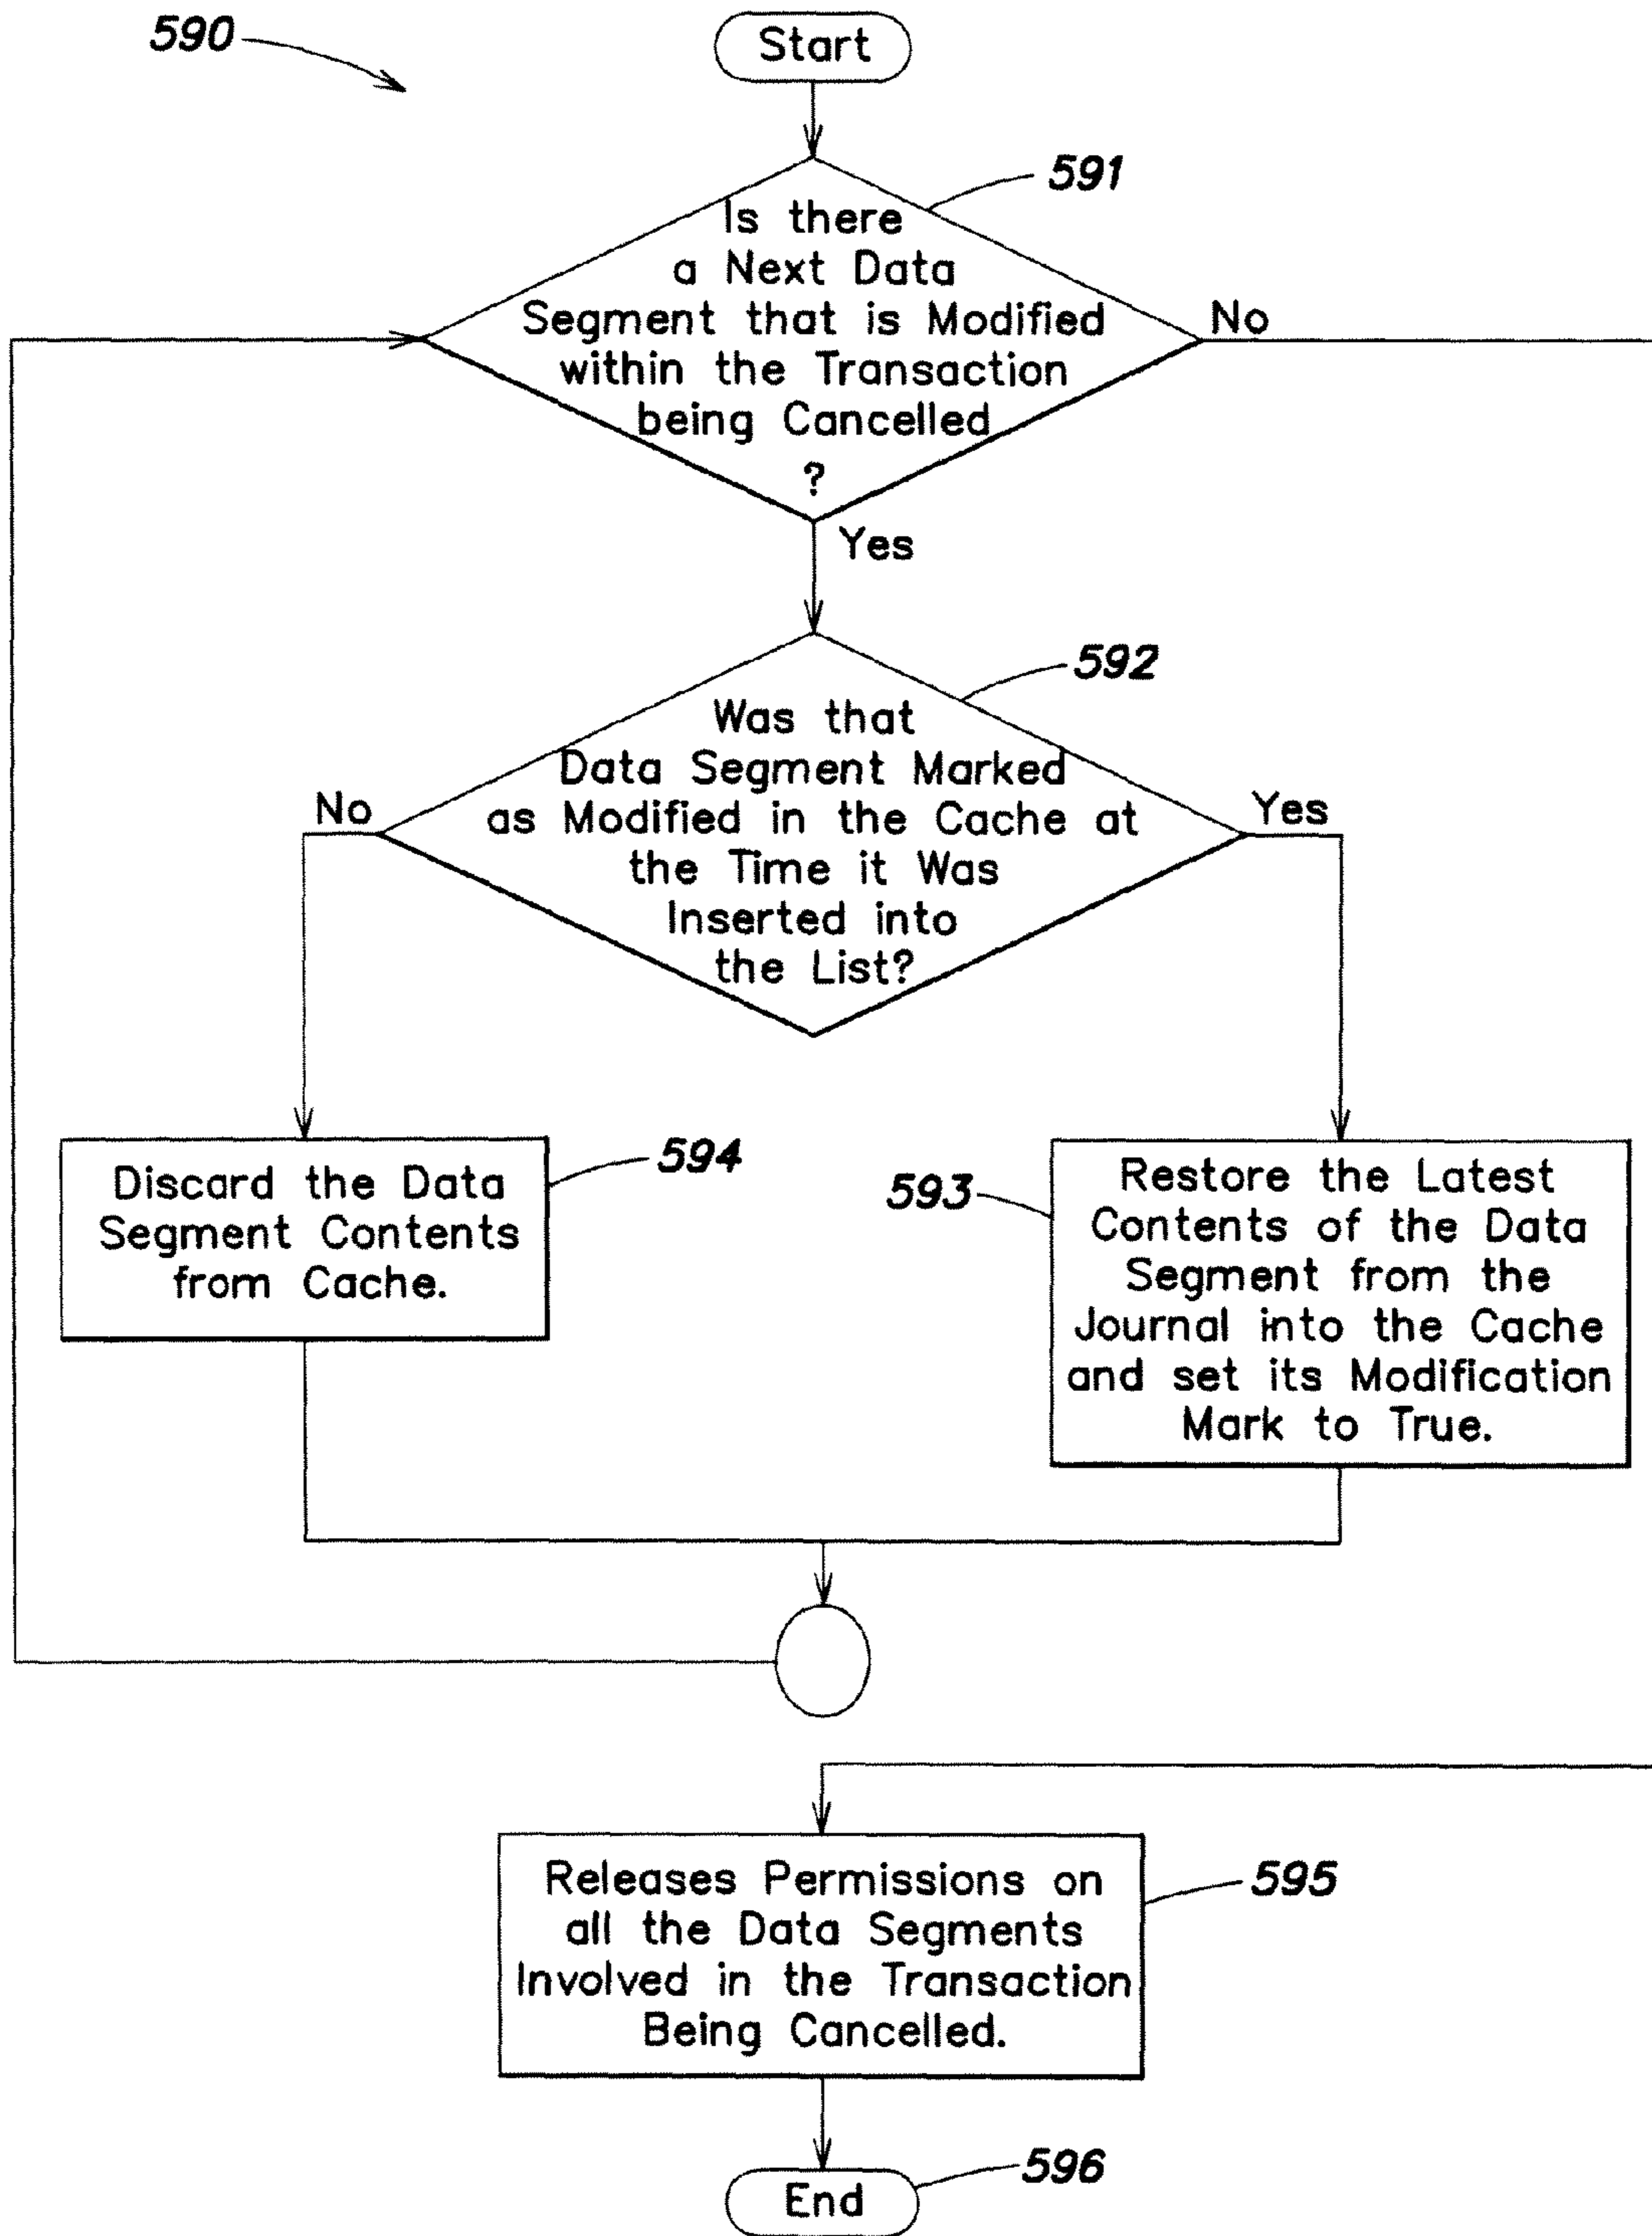 590
Start
591
Is there
a Next Data
Segment that is Modified
within the Transaction
being Cancelled
?
No
Yes
592
Was that
Data Segment Marked
as Modified in the Cache at
the Time it Was
Inserted into
the List?
No
Yes
Discard the Data
Segment Contents
from Cache.
594
593
Restore the Latest
Contents of the Data
Segment from the
Journal into the Cache
and set its Modification
Mark to True.
Releases Permissions on
all the Data Segments
Involved in the Transaction
Being Cancelled.
595
End
596